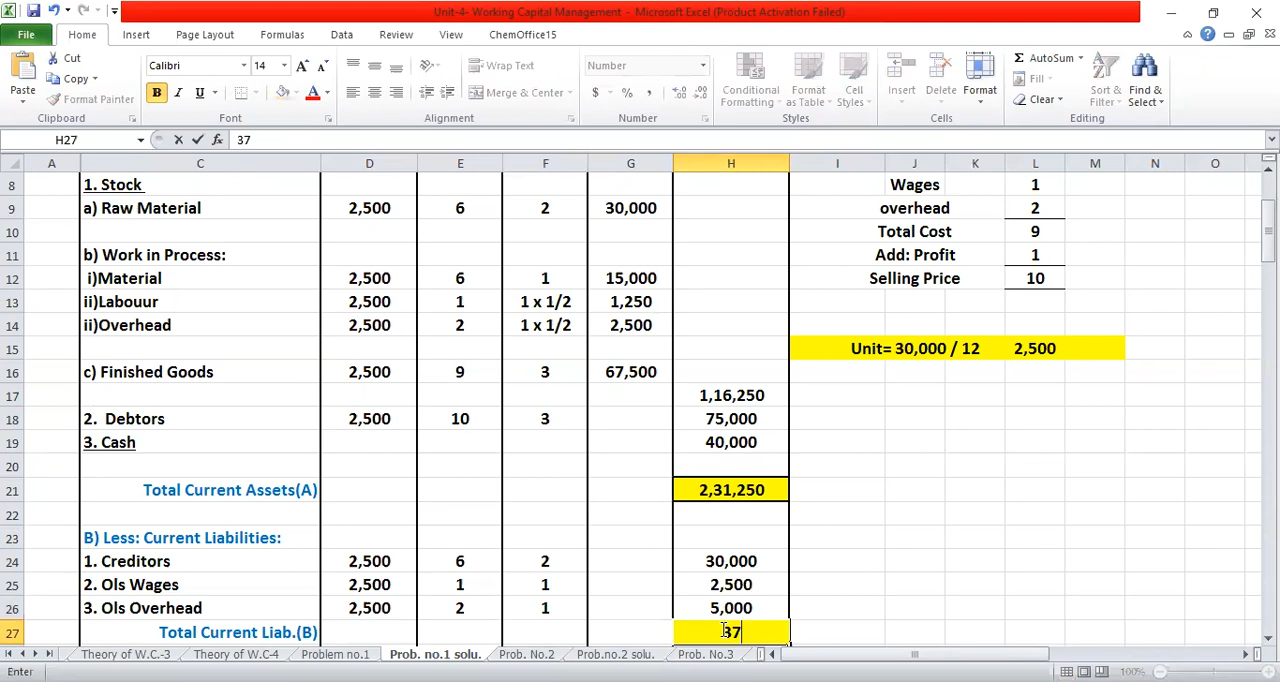 Unit-4- Working Capital Management - Microsoft Excel (Product Activation Failed)
File Home Insert Page Layout Formulas Data Review View ChemOffice15
Paste Cut Copy Format Painter Clipboard
Calibri 14 A A B I U A Font
Wrap Text Merge & Center Alignment
Number $ % , Number
Conditional Formatting Format as Table Cell Styles Styles
Insert Delete Format Cells
Σ AutoSum Fill Clear Sort & Filter Find & Select Editing
H27 fx 37
A C D E F G H I J K L M N O
8 1. Stock Wages 1
9 a) Raw Material 2,500 6 2 30,000 overhead 2
10 Total Cost 9
11 b) Work in Process: Add: Profit 1
12 i)Material 2,500 6 1 15,000 Selling Price 10
13 ii)Labouur 2,500 1 1 x 1/2 1,250
14 ii)Overhead 2,500 2 1 x 1/2 2,500
15 Unit= 30,000 / 12 2,500
16 c) Finished Goods 2,500 9 3 67,500
17 1,16,250
18 2. Debtors 2,500 10 3 75,000
19 3. Cash 40,000
20
21 Total Current Assets(A) 2,31,250
22
23 B) Less: Current Liabilities:
24 1. Creditors 2,500 6 2 30,000
25 2. Ols Wages 2,500 1 1 2,500
26 3. Ols Overhead 2,500 2 1 5,000
27 Total Current Liab.(B) 37
Theory of W.C.-3 Theory of W.C-4 Problem no.1 Prob. no.1 solu. Prob. No.2 Prob.no.2 solu. Prob. No.3
Enter 100%